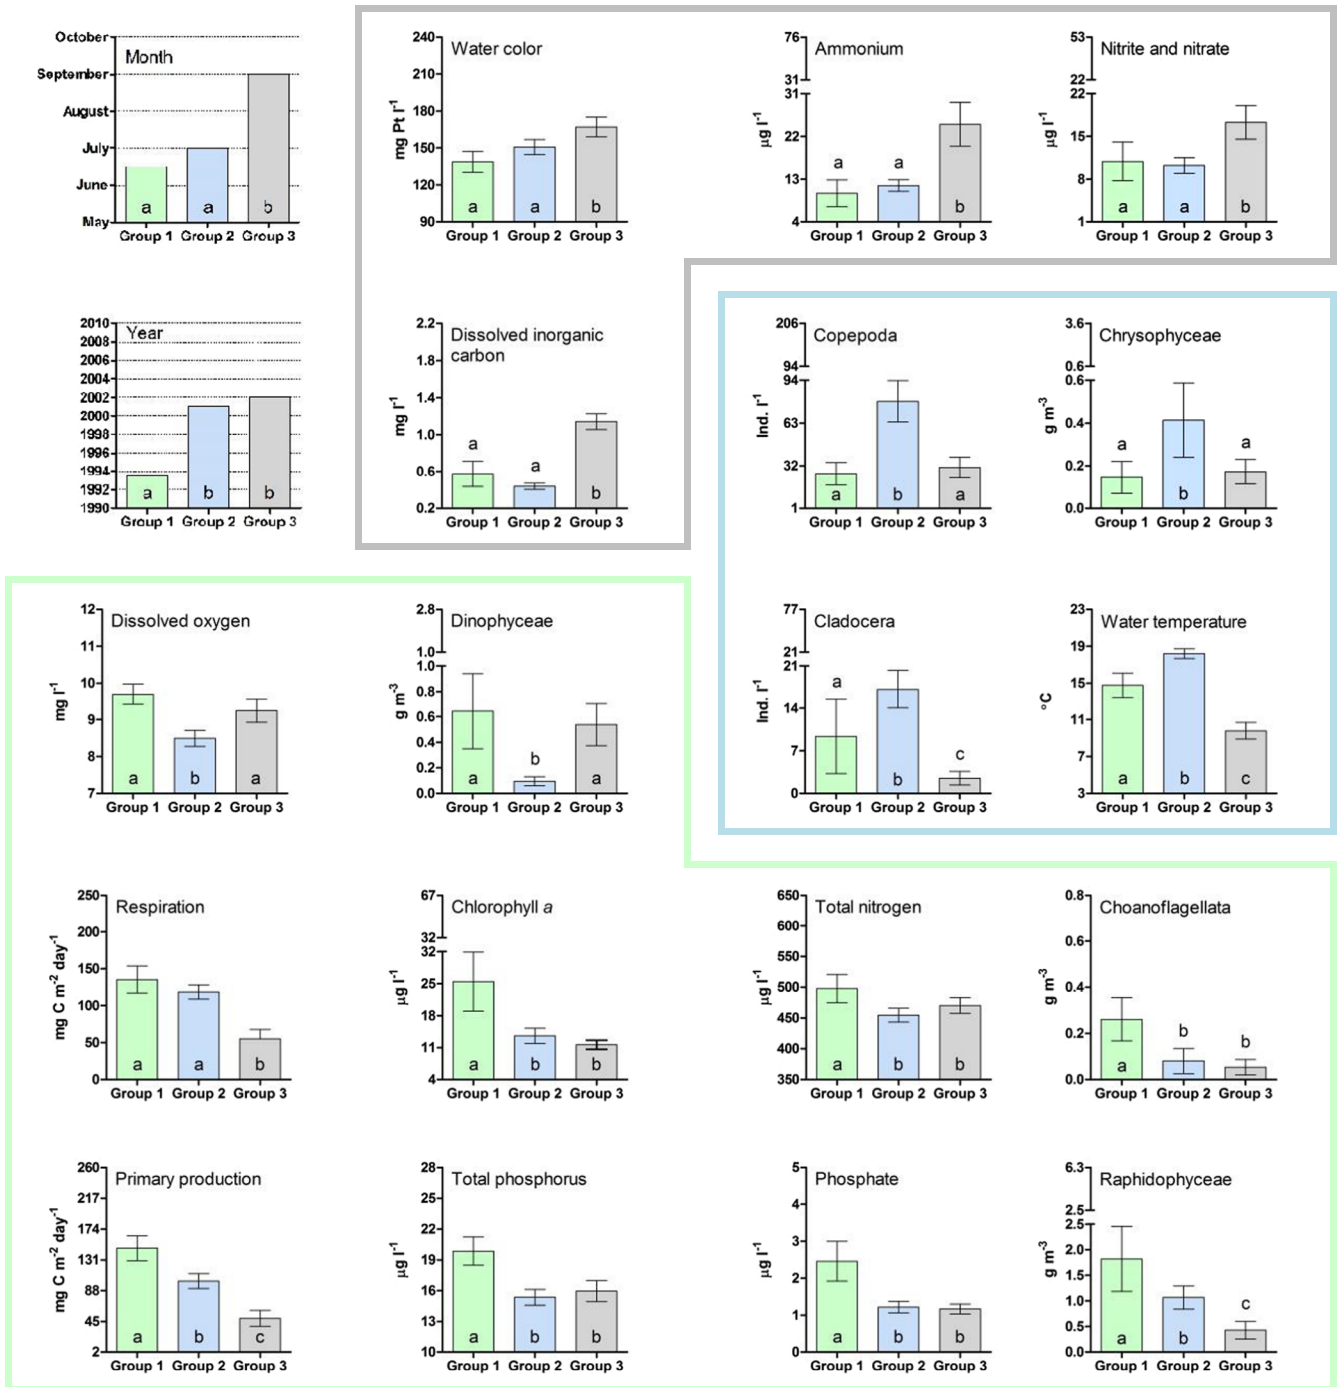 October
September
August
July
June
May
Month
a a b
Group 1 Group 2 Group 3
mg Pt l-1
240
210
180
150
120
90
Water color
a a b
Group 1 Group 2 Group 3
µg l-1
76
31
31
22
13
4
Ammonium
a a b
Group 1 Group 2 Group 3
µg l-1
53
22
22
15
8
1
Nitrite and nitrate
a a b
Group 1 Group 2 Group 3
2010
2008
2006
2004
2002
2000
1998
1996
1994
1992
1990
Year
a b b
Group 1 Group 2 Group 3
mg l-1
2.2
1.8
1.4
1.0
0.6
0.2
Dissolved inorganic
carbon
a a b
Group 1 Group 2 Group 3
Ind. l-1
206
94
94
63
32
1
Copepoda
a b a
Group 1 Group 2 Group 3
g m-3
3.6
0.6
0.6
0.4
0.2
0.0
Chrysophyceae
a b a
Group 1 Group 2 Group 3
mg l-1
12
11
10
9
8
7
Dissolved oxygen
a b a
Group 1 Group 2 Group 3
g m-3
2.8
1.0
1.0
0.8
0.6
0.4
0.2
0.0
Dinophyceae
a b a
Group 1 Group 2 Group 3
Ind. l-1
77
21
21
14
7
0
Cladocera
a b c
Group 1 Group 2 Group 3
°C
23
19
15
11
7
3
Water temperature
a b c
Group 1 Group 2 Group 3
mg C m-2 day-1
250
200
150
100
50
0
Respiration
a a b
Group 1 Group 2 Group 3
µg l-1
67
32
32
25
18
11
4
Chlorophyll a
a b b
Group 1 Group 2 Group 3
µg l-1
650
600
550
500
450
400
350
Total nitrogen
a b b
Group 1 Group 2 Group 3
g m-3
0.8
0.6
0.4
0.2
0.0
Choanoflagellata
a b b
Group 1 Group 2 Group 3
mg C m-2 day-1
260
217
174
131
88
45
2
Primary production
a b c
Group 1 Group 2 Group 3
µg l-1
28
25
22
19
16
13
10
Total phosphorus
a b b
Group 1 Group 2 Group 3
µg l-1
5
4
3
2
1
0
Phosphate
a b b
Group 1 Group 2 Group 3
g m-3
6.3
2.5
2.5
2.0
1.5
1.0
0.5
0.0
Raphidophyceae
a b c
Group 1 Group 2 Group 3